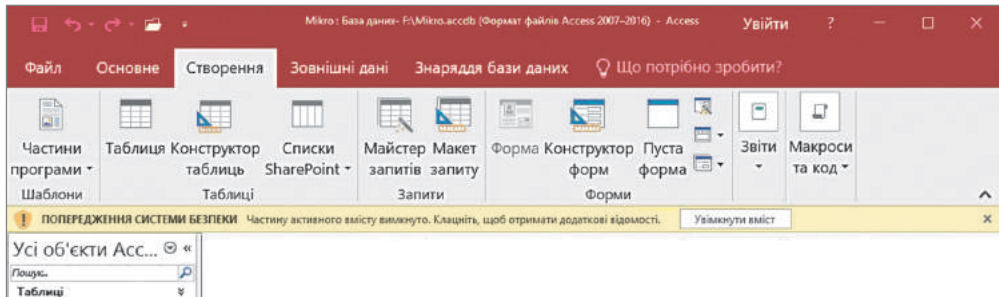 Mikro : База даних- F:\Mikro.accdb (Формат файлів Access 2007–2016) - Access Увійти ?
Файл Основне Створення Зовнішні дані Знаряддя бази даних Що потрібно зробити?
Частини програми
Таблиця
Конструктор таблиць
Списки SharePoint
Майстер запитів
Макет запиту
Форма
Конструктор форм
Пуста форма
Звіти
Макроси та код
Шаблони Таблиці Запити Форми
ПОПЕРЕДЖЕННЯ СИСТЕМИ БЕЗПЕКИ Частину активного вмісту вимкнуто. Клацніть, щоб отримати додаткові відомості. Увімкнути вміст
Усі об'єкти Acc...
Пошук...
Таблиці